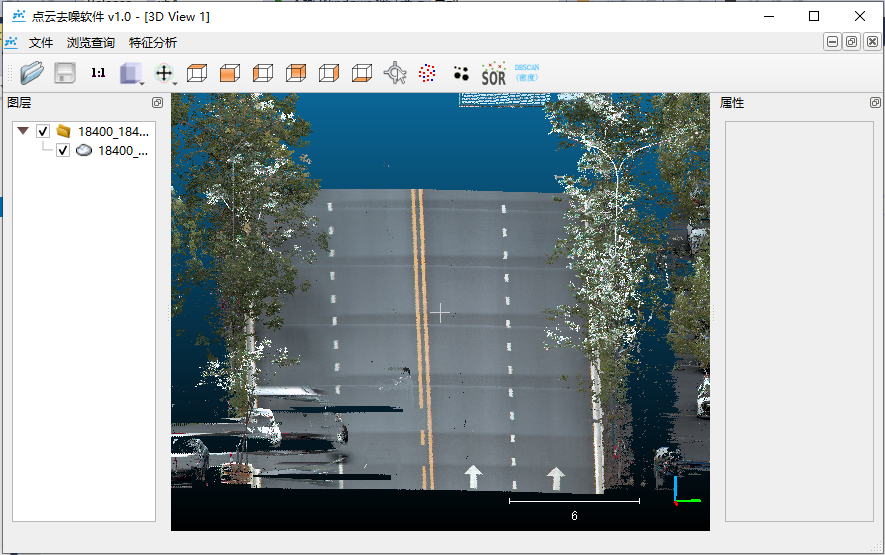 点云去噪软件 v1.0 - [3D View 1]
文件 浏览查询 特征分析
1:1
SOR
DBSCAN
(密度)
图层
属性
18400_184...
18400_...
6